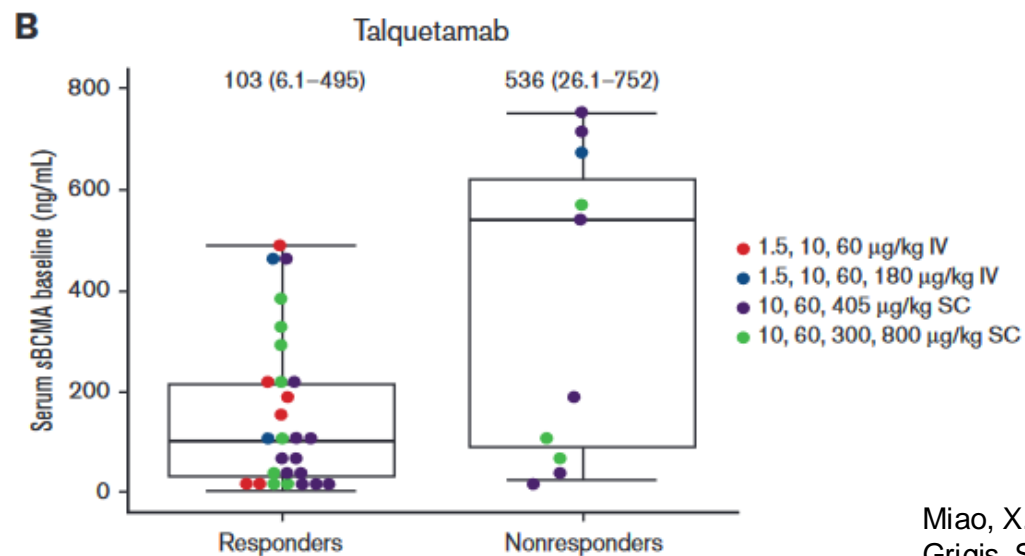 B
Talquetamab
103 (6.1–495)
536 (26.1–752)
800
600
400
200
0
Serum sBCMA baseline (ng/mL)
1.5, 10, 60 µg/kg IV
1.5, 10, 60, 180 µg/kg IV
10, 60, 405 µg/kg SC
10, 60, 300, 800 µg/kg SC
Responders
Nonresponders
Miao, X.